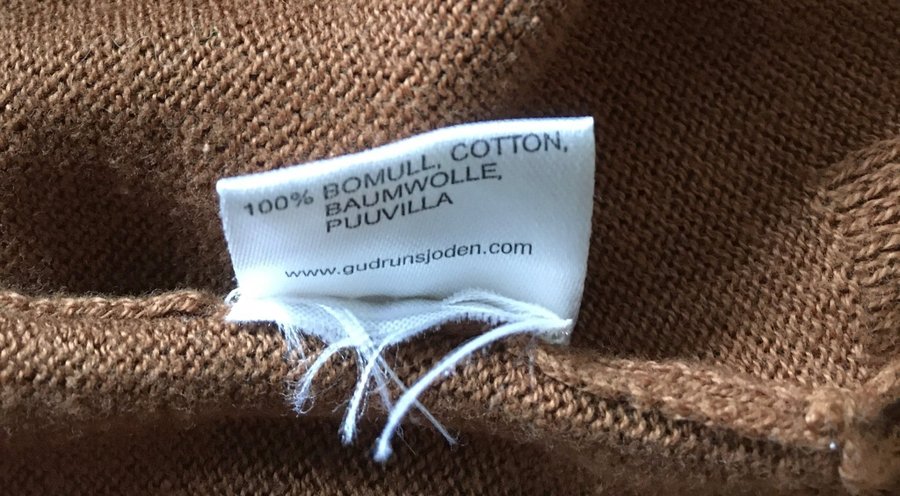 100% BOMULL, COTTON,
BAUMWOLLE,
PUUVILLA
www.gudrunsjoden.com